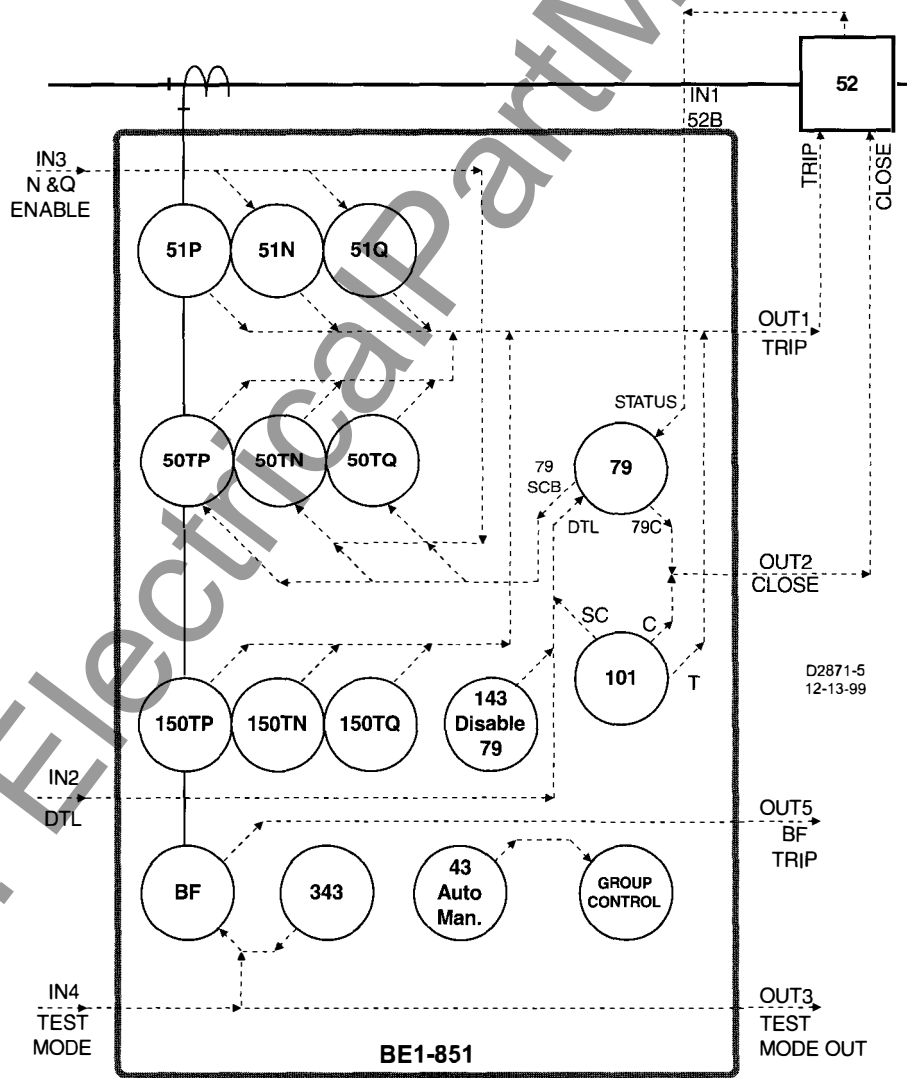 52
IN1
52B
TRIP
CLOSE
IN3
N &Q
ENABLE
51P
51N
51Q
OUT1
TRIP
STATUS
50TP
50TN
50TQ
79
SCB
79
DTL
79C
OUT2
CLOSE
SC
C
101
T
D2871-5
12-13-99
150TP
150TN
150TQ
143
Disable
79
IN2
DTL
OUT5
BF
TRIP
BF
343
43
Auto
Man.
GROUP
CONTROL
IN4
TEST
MODE
OUT3
TEST
MODE OUT
BE1-851
ElectricalPartM